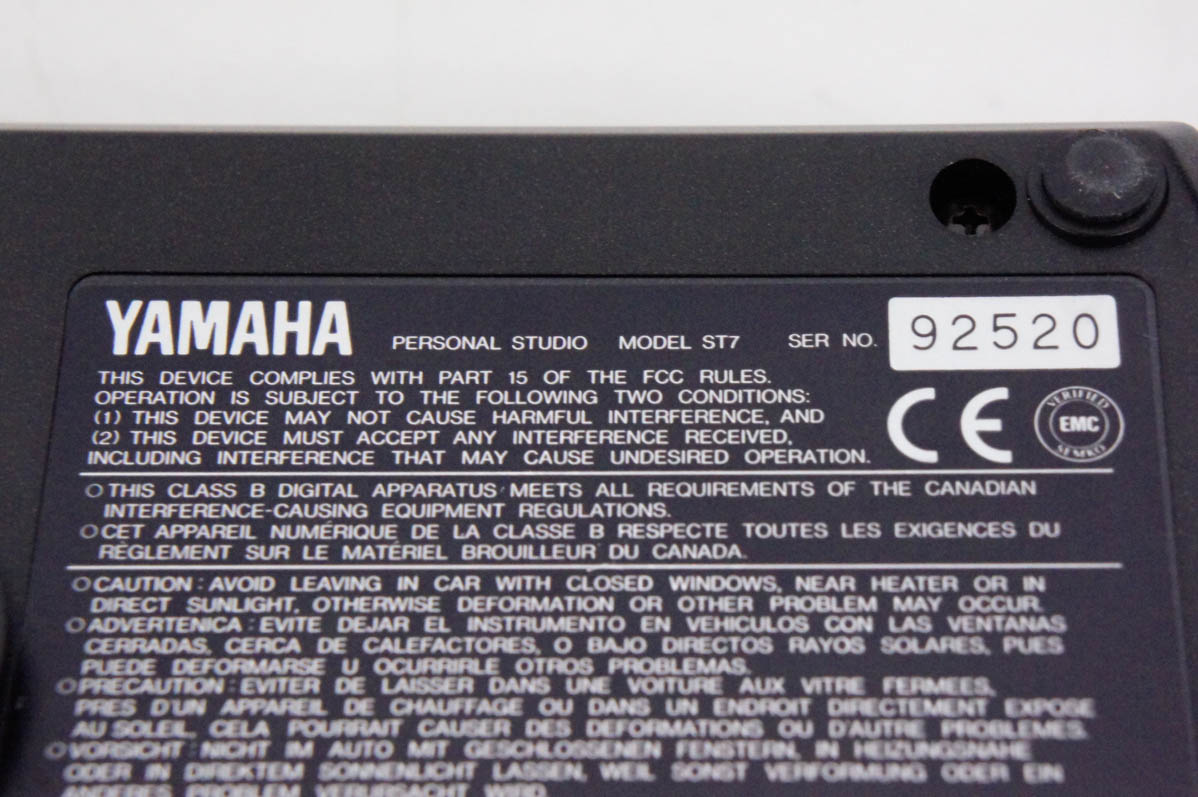 YAMAHA PERSONAL STUDIO MODEL ST7 SER NO. 92520
THIS DEVICE COMPLIES WITH PART 15 OF THE FCC RULES.
OPERATION IS SUBJECT TO THE FOLLOWING TWO CONDITIONS:
(1) THIS DEVICE MAY NOT CAUSE HARMFUL INTERFERENCE, AND
(2) THIS DEVICE MUST ACCEPT ANY INTERFERENCE RECEIVED,
INCLUDING INTERFERENCE THAT MAY CAUSE UNDESIRED OPERATION.
CE
VERIFIED
EMC
SEMKO
○THIS CLASS B DIGITAL APPARATUS MEETS ALL REQUIREMENTS OF THE CANADIAN
INTERFERENCE-CAUSING EQUIPMENT REGULATIONS.
○CET APPAREIL NUMÉRIQUE DE LA CLASSE B RESPECTE TOUTES LES EXIGENCES DU
RÈGLEMENT SUR LE MATÉRIEL BROUILLEUR DU CANADA.
○CAUTION : AVOID LEAVING IN CAR WITH CLOSED WINDOWS, NEAR HEATER OR IN
DIRECT SUNLIGHT, OTHERWISE DEFORMATION OR OTHER PROBLEM MAY OCCUR.
○ADVERTENICA : EVITE DEJAR EL INSTRUMENTO EN VEHICULOS CON LAS VENTANAS
CERRADAS, CERCA DE CALEFACTORES, O BAJO DIRECTOS RAYOS SOLARES, PUES
PUEDE DEFORMARSE U OCURRIRLE OTROS PROBLEMAS.
○PRECAUTION : EVITER DE LAISSER DANS UNE VOITURE AUX VITRE FERMEES,
PRES D'UN APPAREIL DE CHAUFFAGE OU DANS UN ENDROIT DIRECTEMENT EXPOSE
AU SOLEIL, CELA POURRAIT CAUSER DES DEFORMATIONS OU D'AUTRE PROBLEMES.
○VORSICHT : NICHT IM AUTO MIT GESCHLOSSENEN FENSTERN, IN HEIZUNGSNAHE
ODER IN DIREKTEM SONNENLICHT LASSEN, WEIL SONST VERFORMUNG ODER EIN
ANDERES PROBLEM VERURSACHT WIRD.